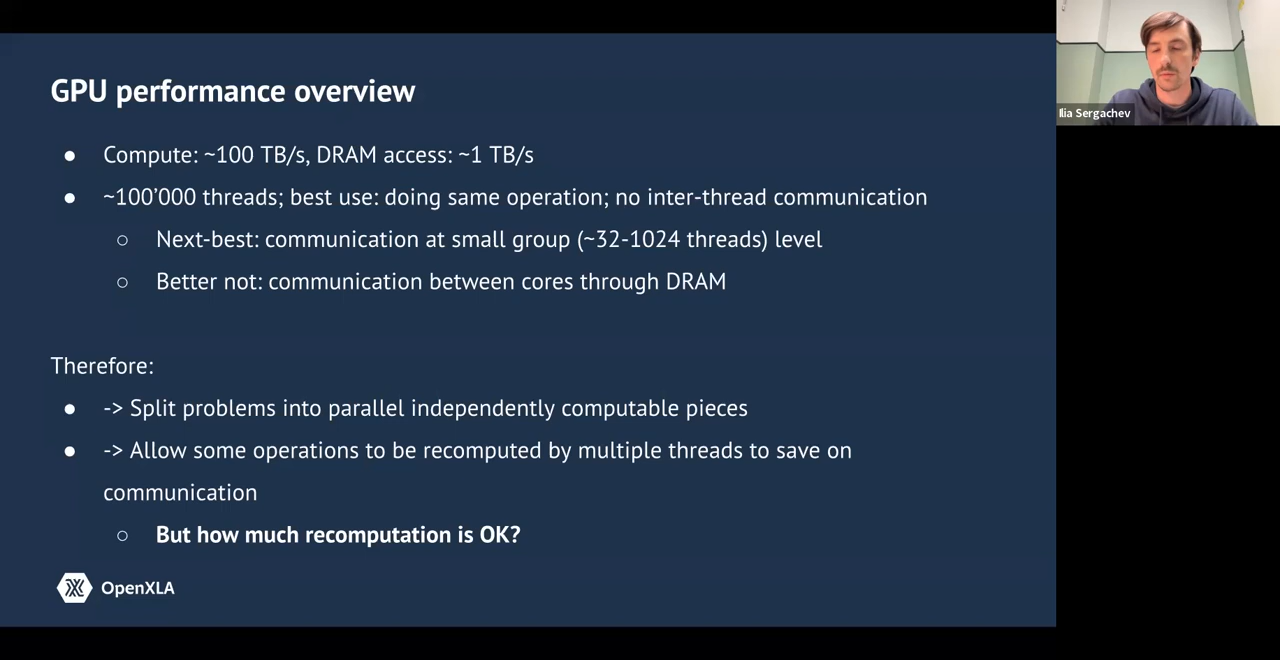 GPU performance overview
● Compute: ~100 TB/s, DRAM access: ~1 TB/s
● ~100’000 threads; best use: doing same operation; no inter-thread communication
○ Next-best: communication at small group (~32-1024 threads) level
○ Better not: communication between cores through DRAM
Therefore:
● -> Split problems into parallel independently computable pieces
● -> Allow some operations to be recomputed by multiple threads to save on
communication
○ But how much recomputation is OK?
OpenXLA
Ilia Sergachev